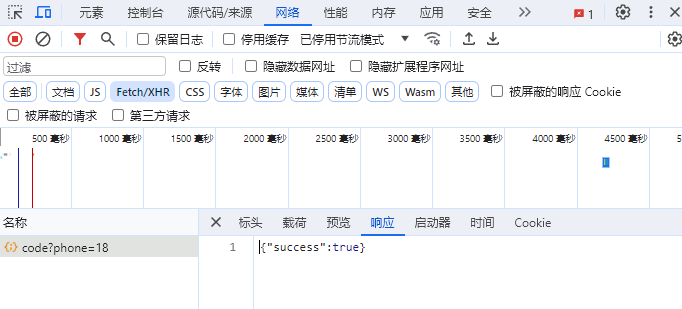 元素 控制台 源代码/来源 网络 性能 内存 应用 安全 1
保留日志 停用缓存 已停用节流模式
过滤 反转 隐藏数据网址 隐藏扩展程序网址
全部 文档 JS Fetch/XHR CSS 字体 图片 媒体 清单 WS Wasm 其他 被屏蔽的响应 Cookie
被屏蔽的请求 第三方请求
500 毫秒 1000 毫秒 1500 毫秒 2000 毫秒 2500 毫秒 3000 毫秒 3500 毫秒 4000 毫秒 4500 毫秒 5
名称 标头 载荷 预览 响应 启动器 时间 Cookie
code?phone=18 1 {"success":true}